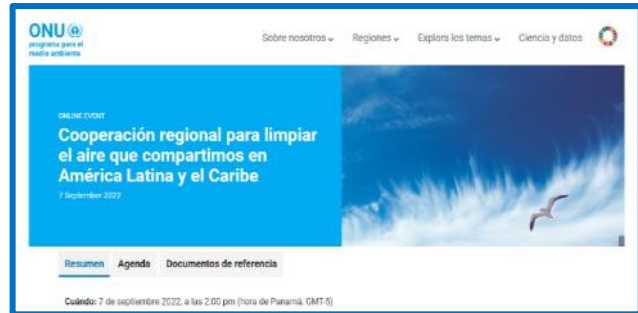 ONU
programa para el
medio ambiente
Sobre nosotros
Regiones
Explora los temas
Ciencia y datos
ONLINE EVENT
Cooperación regional para limpiar
el aire que compartimos en
América Latina y el Caribe
7 September 2022
Resumen
Agenda
Documentos de referencia
Cuándo: 7 de septiembre 2022, a las 2:00 pm (hora de Panamá, GMT-5)